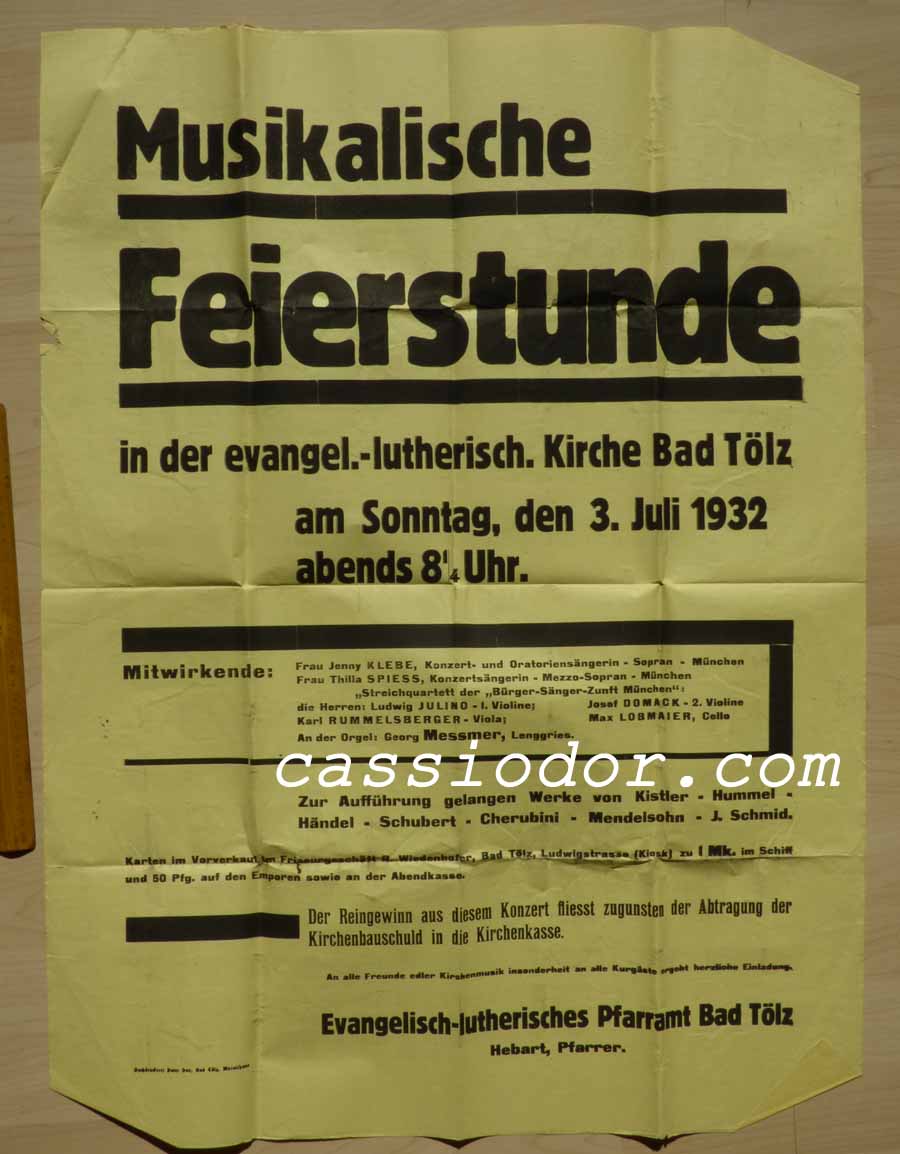 Musikalische
Feierstunde
in der evangel.-lutherisch. Kirche Bad Tölz
am Sonntag, den 3. Juli 1932
abends 8¼ Uhr.
Mitwirkende:
Frau Jenny KLEBE, Konzert- und Oratoriensängerin - Sopran - München
Frau Thilla SPIESS, Konzertsängerin - Mezzo-Sopran - München
„Streichquartett der „Bürger-Sänger-Zunft München“:
die Herren: Ludwig JULINO - I. Violine; Josef DOMACK - 2. Violine
Karl RUMMELSBERGER - Viola; Max LOBMAIER, Cello
An der Orgel: Georg Messmer, Lenggries.
cassiodor.com
Zur Aufführung gelangen Werke von Kistler - Hummel -
Händel - Schubert - Cherubini - Mendelsohn - J. Schmid.
Karten im Vorverkauf im Friseurgeschäft R. Wiedenhofer, Bad Tölz, Ludwigstrasse (Kiosk) zu I Mk. im Schiff
und 50 Pfg. auf den Emporen sowie an der Abendkasse.
Der Reingewinn aus diesem Konzert fliesst zugunsten der Abtragung der
Kirchenbauschuld in die Kirchenkasse.
An alle Freunde edler Kirchenmusik insonderheit an alle Kurgäste ergeht herzliche Einladung.
Evangelisch-lutherisches Pfarramt Bad Tölz
Hebart, Pfarrer.
Bad Tölz,